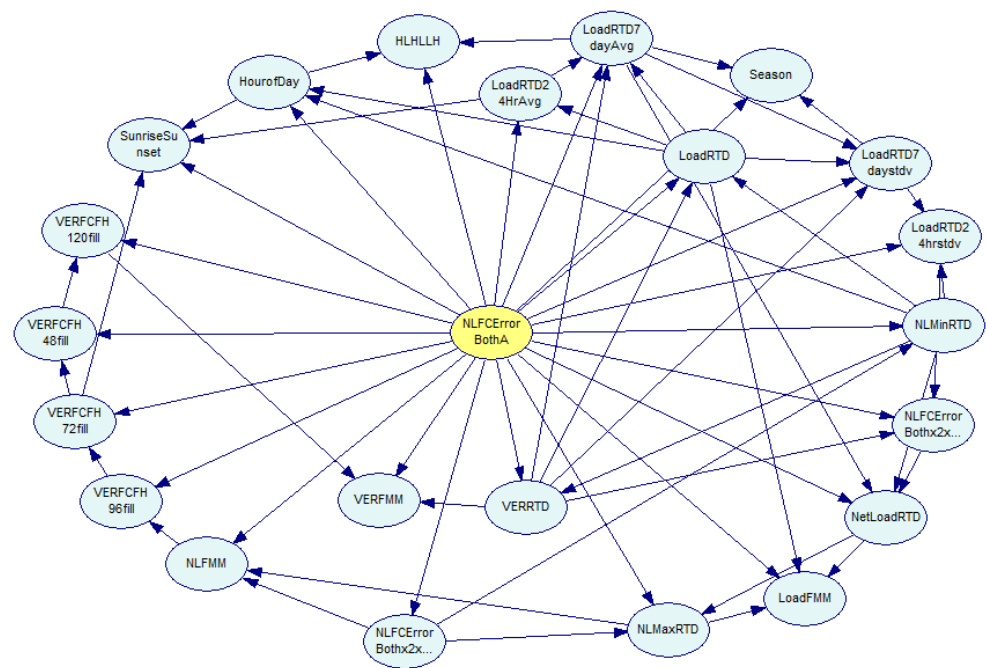 LoadRTD7
dayAvg
HLHLLH
Season
HourofDay
LoadRTD2
4HrAvg
SunriseSu
nset
LoadRTD
LoadRTD7
daystdv
VERFCFH
120fill
LoadRTD2
4hrstdv
VERFCFH
48fill
NLFCError
BothA
NLMinRTD
VERFCFH
72fill
NLFCError
Bothx2x...
VERFCFH
96fill
VERFMM
VERRTD
NetLoadRTD
NLFMM
LoadFMM
NLFCError
Bothx2x...
NLMaxRTD